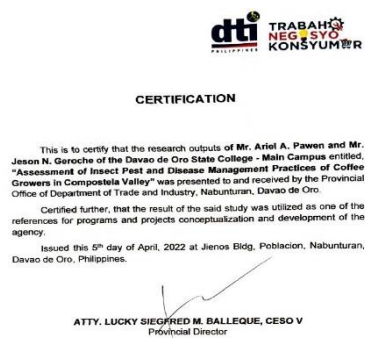 dti
PHILIPPINES
TRABAHO
NEGOSYO
KONSYUMER
CERTIFICATION
This is to certify that the research outputs of Mr. Ariel A. Pawen and Mr.
Jeson N. Geroche of the Davao de Oro State College - Main Campus entitled,
"Assessment of Insect Pest and Disease Management Practices of Coffee
Growers in Compostela Valley" was presented to and received by the Provincial
Office of Department of Trade and Industry, Nabunturan, Davao de Oro.
Certified further, that the result of the said study was utilized as one of the
references for programs and projects conceptualization and development of the
agency.
Issued this 5th day of April, 2022 at Jienos Bldg, Poblacion, Nabunturan,
Davao de Oro, Philippines.
ATTY. LUCKY SIEGFRED M. BALLEQUE, CESO V
Provincial Director